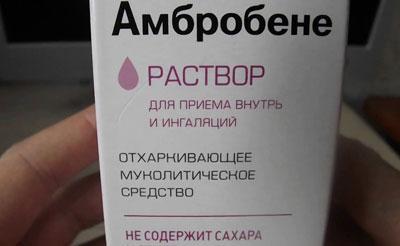 Амбробене
РАСТВОР
ДЛЯ ПРИЕМА ВНУТРЬ
И ИНГАЛЯЦИЙ
ОТХАРКИВАЮЩЕЕ
МУКОЛИТИЧЕСКОЕ
СРЕДСТВО
НЕ СОДЕРЖИТ САХАРА